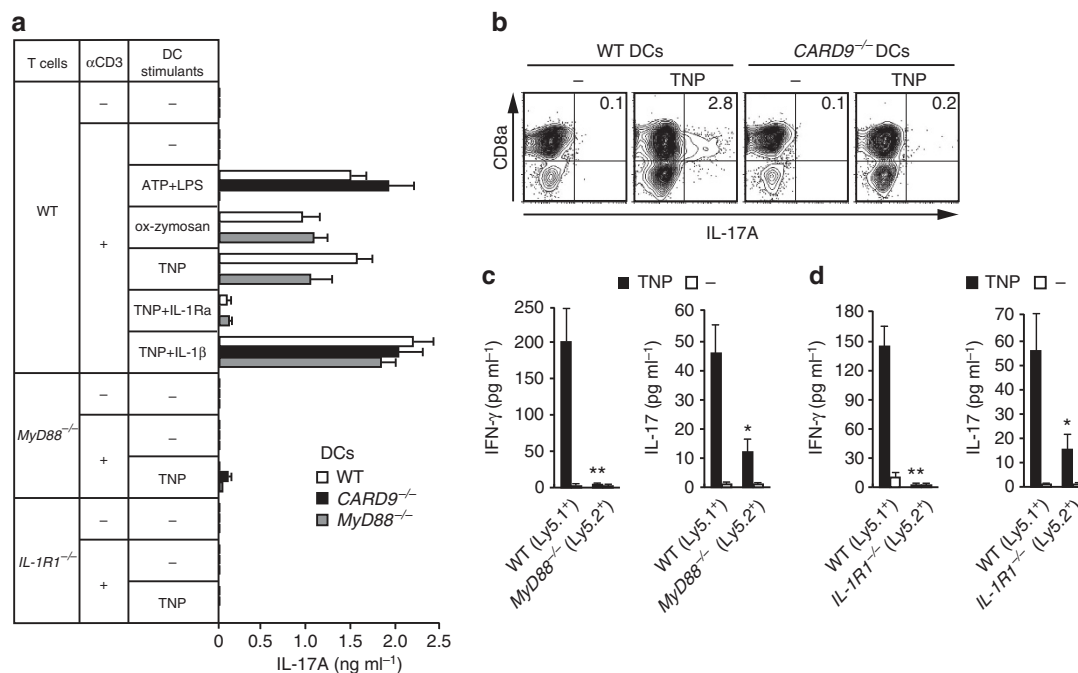 a
T cells αCD3 DC stimulants
WT – –
+ –
ATP+LPS
ox-zymosan
TNP
TNP+IL-1Ra
TNP+IL-1β
MyD88–/– – –
+ –
TNP
IL-1R1–/– – –
+ –
TNP
DCs
WT
CARD9–/–
MyD88–/–
0 0.5 1.0 1.5 2.0 2.5
IL-17A (ng ml–1)
b
WT DCs CARD9–/– DCs
– TNP – TNP
0.1 2.8 0.1 0.2
CD8a
IL-17A
c
TNP –
IFN-γ (pg ml–1)
250
200
150
100
50
0
**
WT (Ly5.1+)
MyD88–/– (Ly5.2+)
IL-17 (pg ml–1)
60
50
40
30
20
10
0
*
WT (Ly5.1+)
MyD88–/– (Ly5.2+)
d
TNP –
IFN-γ (pg ml–1)
180
150
120
90
60
30
0
**
WT (Ly5.1+)
IL-1R1–/– (Ly5.2+)
IL-17 (pg ml–1)
70
60
50
40
30
20
10
0
*
WT (Ly5.1+)
IL-1R1–/– (Ly5.2+)